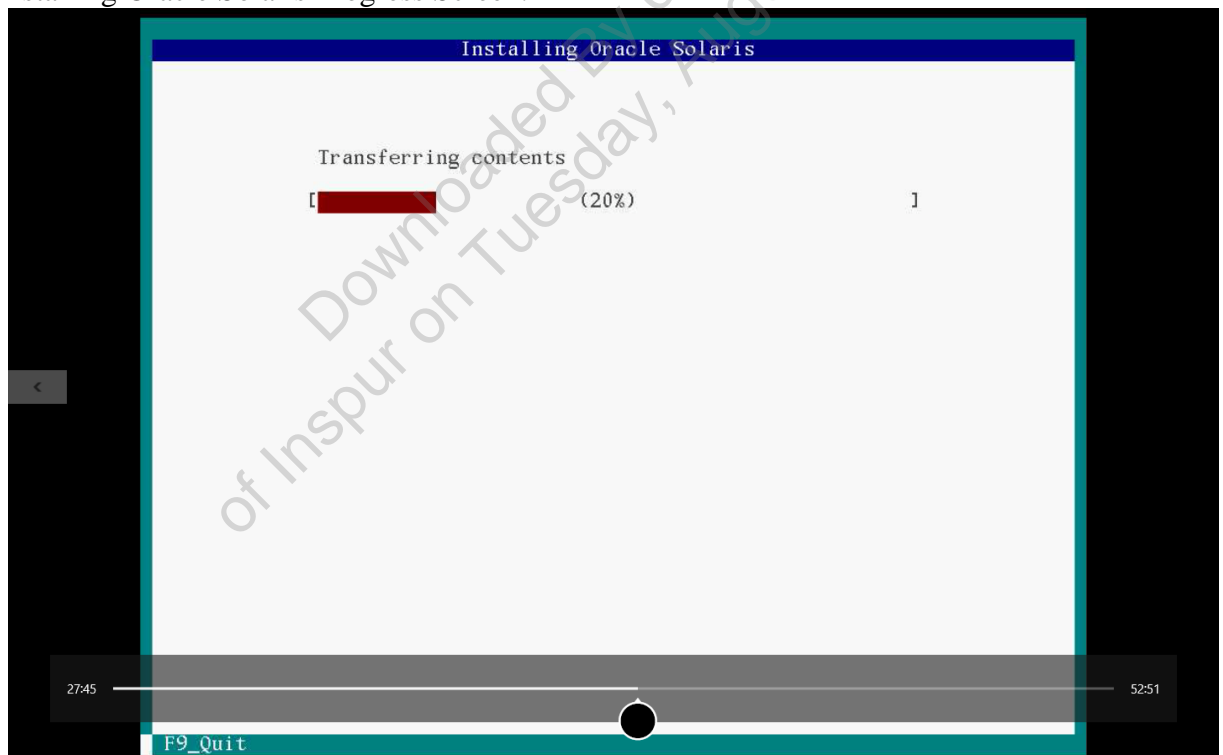 Installing Oracle Solaris
Transferring contents
[ (20%) ]
Downloaded By
of Inspur on Tuesday, Aug
<
27:45
52:51
F9_Quit